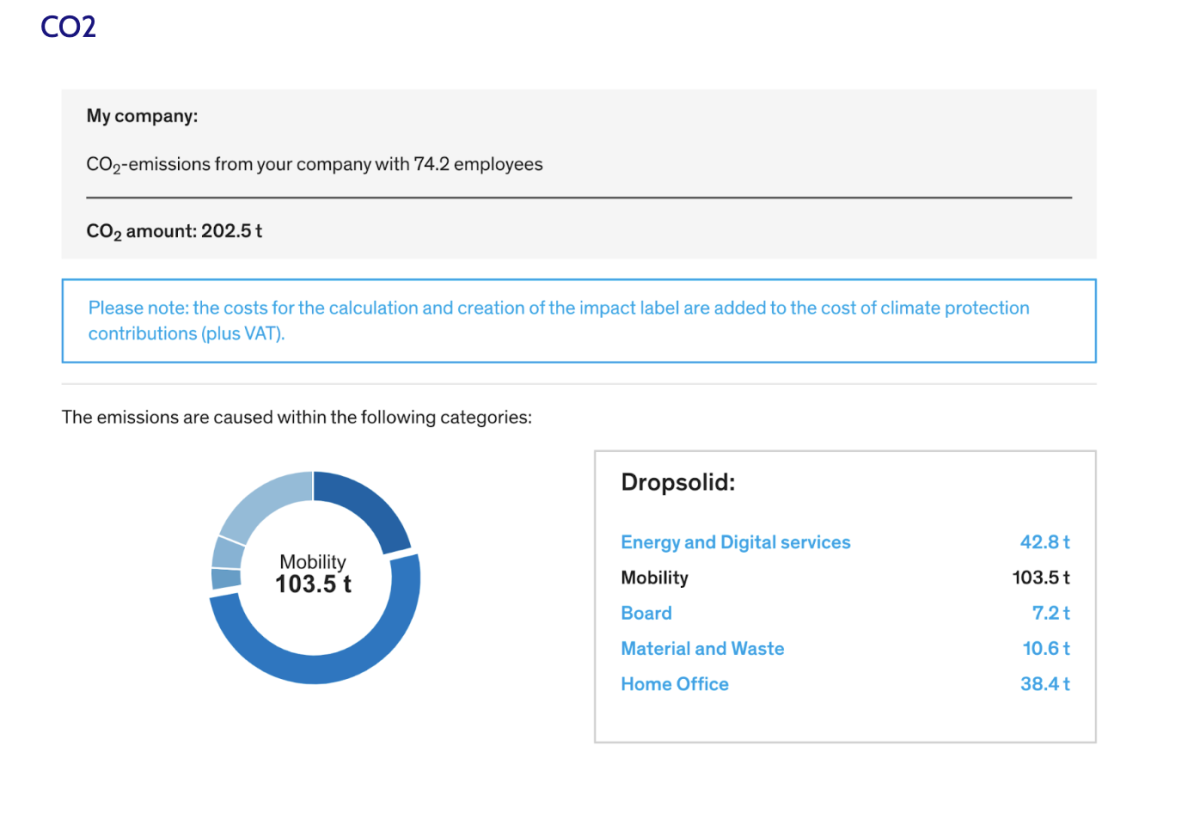 CO2
My company:
CO₂-emissions from your company with 74.2 employees
CO₂ amount: 202.5 t
Please note: the costs for the calculation and creation of the impact label are added to the cost of climate protection
contributions (plus VAT).
The emissions are caused within the following categories:
Mobility
103.5 t
Dropsolid:
Energy and Digital services 42.8 t
Mobility 103.5 t
Board 7.2 t
Material and Waste 10.6 t
Home Office 38.4 t